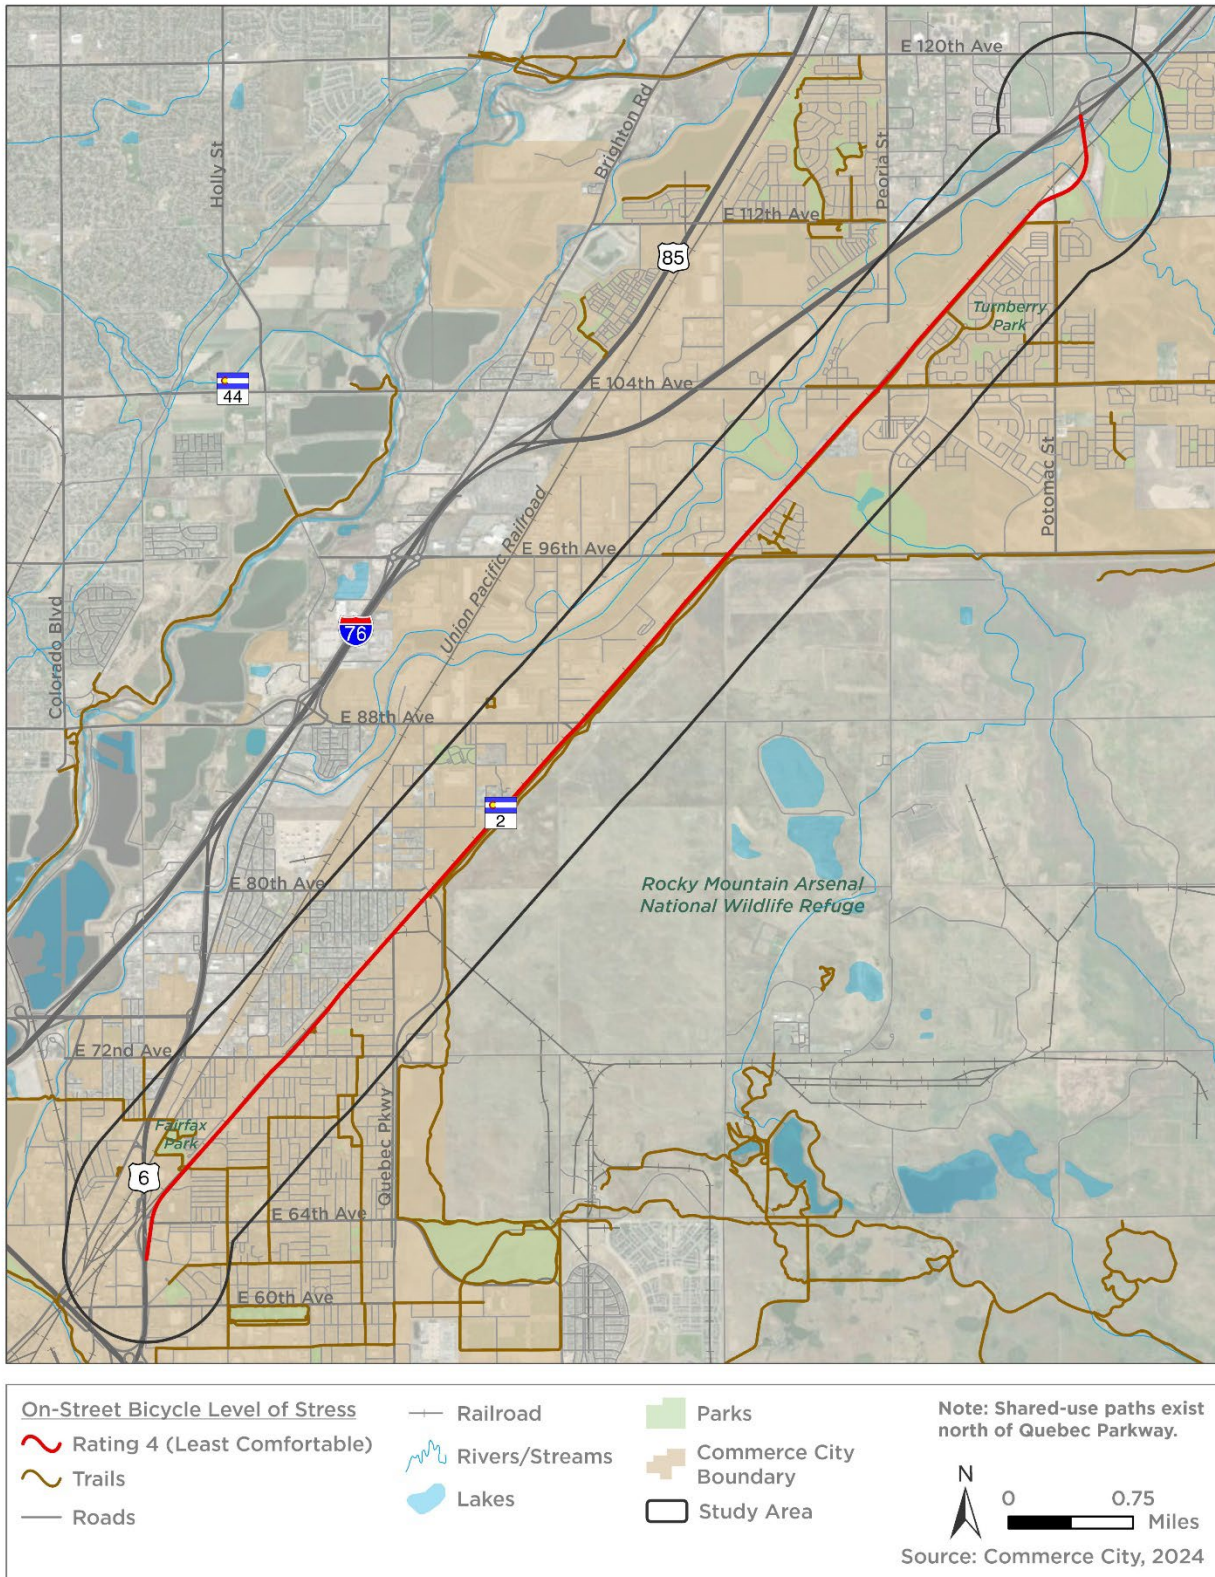 E 120th Ave
Brighton Rd
Holly St
Peoria St
E 112th Ave
85
Turnberry
Park
E 104th Ave
44
Potomac St
Union Pacific Railroad
E 96th Ave
76
Colorado Blvd
E 88th Ave
2
E 80th Ave
Rocky Mountain Arsenal
National Wildlife Refuge
E 72nd Ave
Fairfax
Park
Quebec Pkwy
6
E 64th Ave
E 60th Ave
On-Street Bicycle Level of Stress
Rating 4 (Least Comfortable)
Trails
Roads
Railroad
Rivers/Streams
Lakes
Parks
Commerce City
Boundary
Study Area
Note: Shared-use paths exist
north of Quebec Parkway.
N
0 0.75
Miles
Source: Commerce City, 2024